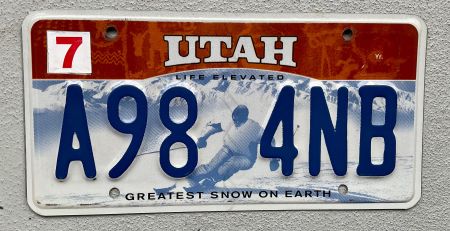 7
UTAH
LIFE ELEVATED
A98 4NB
GREATEST SNOW ON EARTH